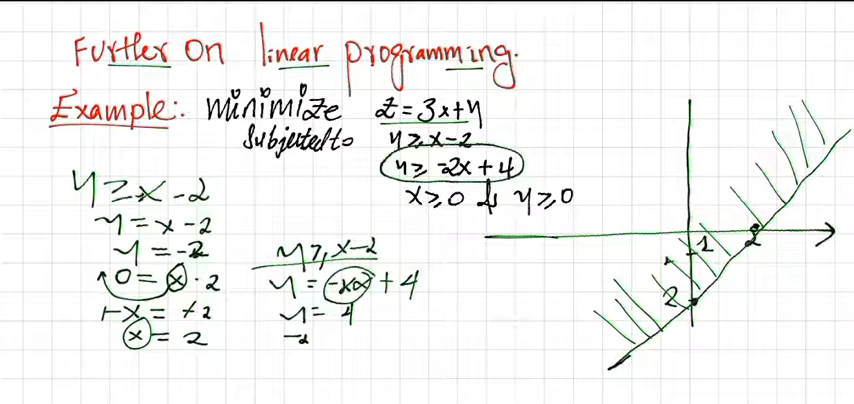 Further On linear programming.
Example: minimize z = 3x+y
Subjected to y ≥ x-2
y ≥ -2x + 4
x ≥ 0 & y ≥ 0
y ≥ x - 2
y = x - 2
y = -2
0 = x - 2
+x = +2
x = 2
y ≥ x-2
y = + 4
y = 4
-2
1
2
2